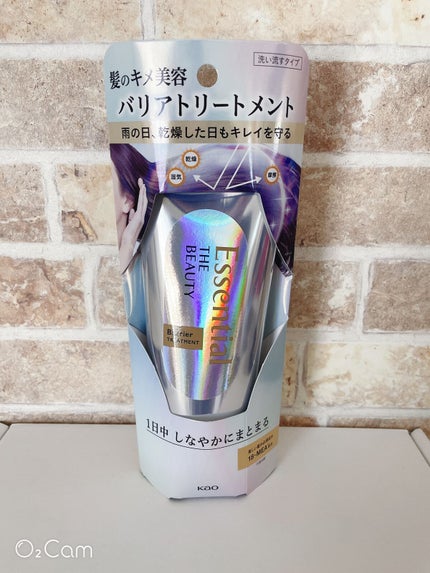 洗い流すタイプ
髪のキメ美容
バリアトリートメント
雨の日、乾燥した日もキレイを守る
乾燥
湿気
摩擦
Essential
THE
BEAUTY
Barrier
TREATMENT
1日中 しなやかにまとまる
18-MEA
Kao
O₂Cam